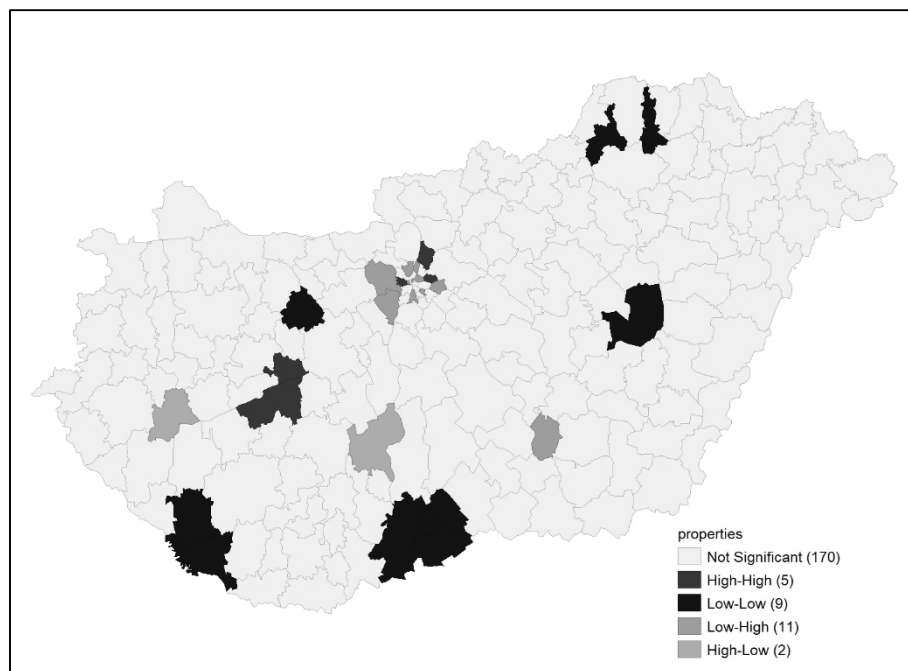 properties
Not Significant (170)
High-High (5)
Low-Low (9)
Low-High (11)
High-Low (2)